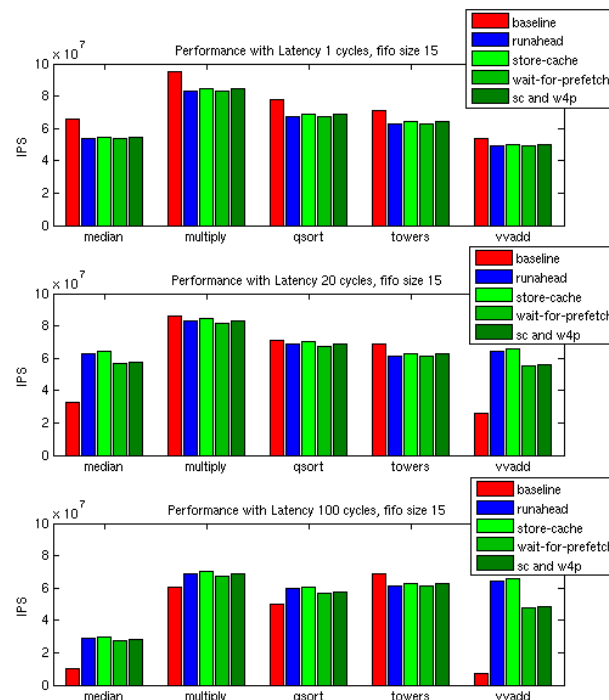 baseline
runahead
store-cache
wait-for-prefetch
sc and w4p
Performance with Latency 1 cycles, fifo size 15
x 10^7
10
8
6
4
2
0
IPS
median multiply qsort towers vvadd
baseline
runahead
store-cache
wait-for-prefetch
sc and w4p
Performance with Latency 20 cycles, fifo size 15
x 10^7
10
8
6
4
2
0
IPS
median multiply qsort towers vvadd
baseline
runahead
store-cache
wait-for-prefetch
sc and w4p
Performance with Latency 100 cycles, fifo size 15
x 10^7
10
8
6
4
2
0
IPS
median multiply qsort towers vvadd